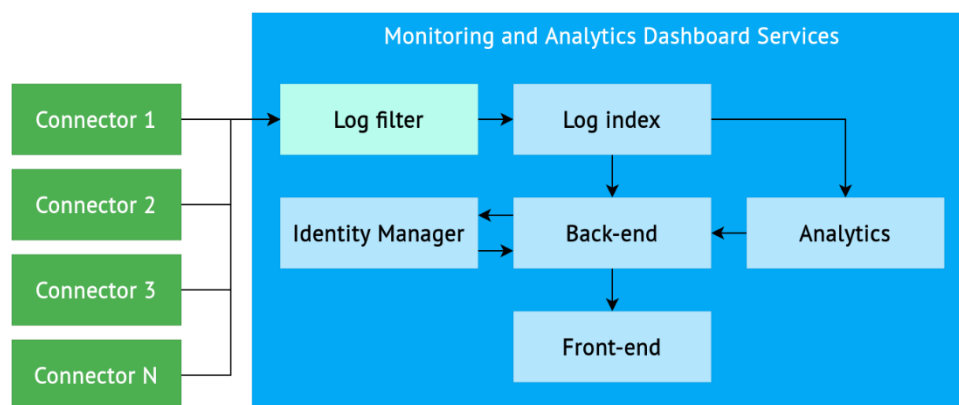 Monitoring and Analytics Dashboard Services
Connector 1
Log filter
Log index
Connector 2
Identity Manager
Back-end
Analytics
Connector 3
Front-end
Connector N